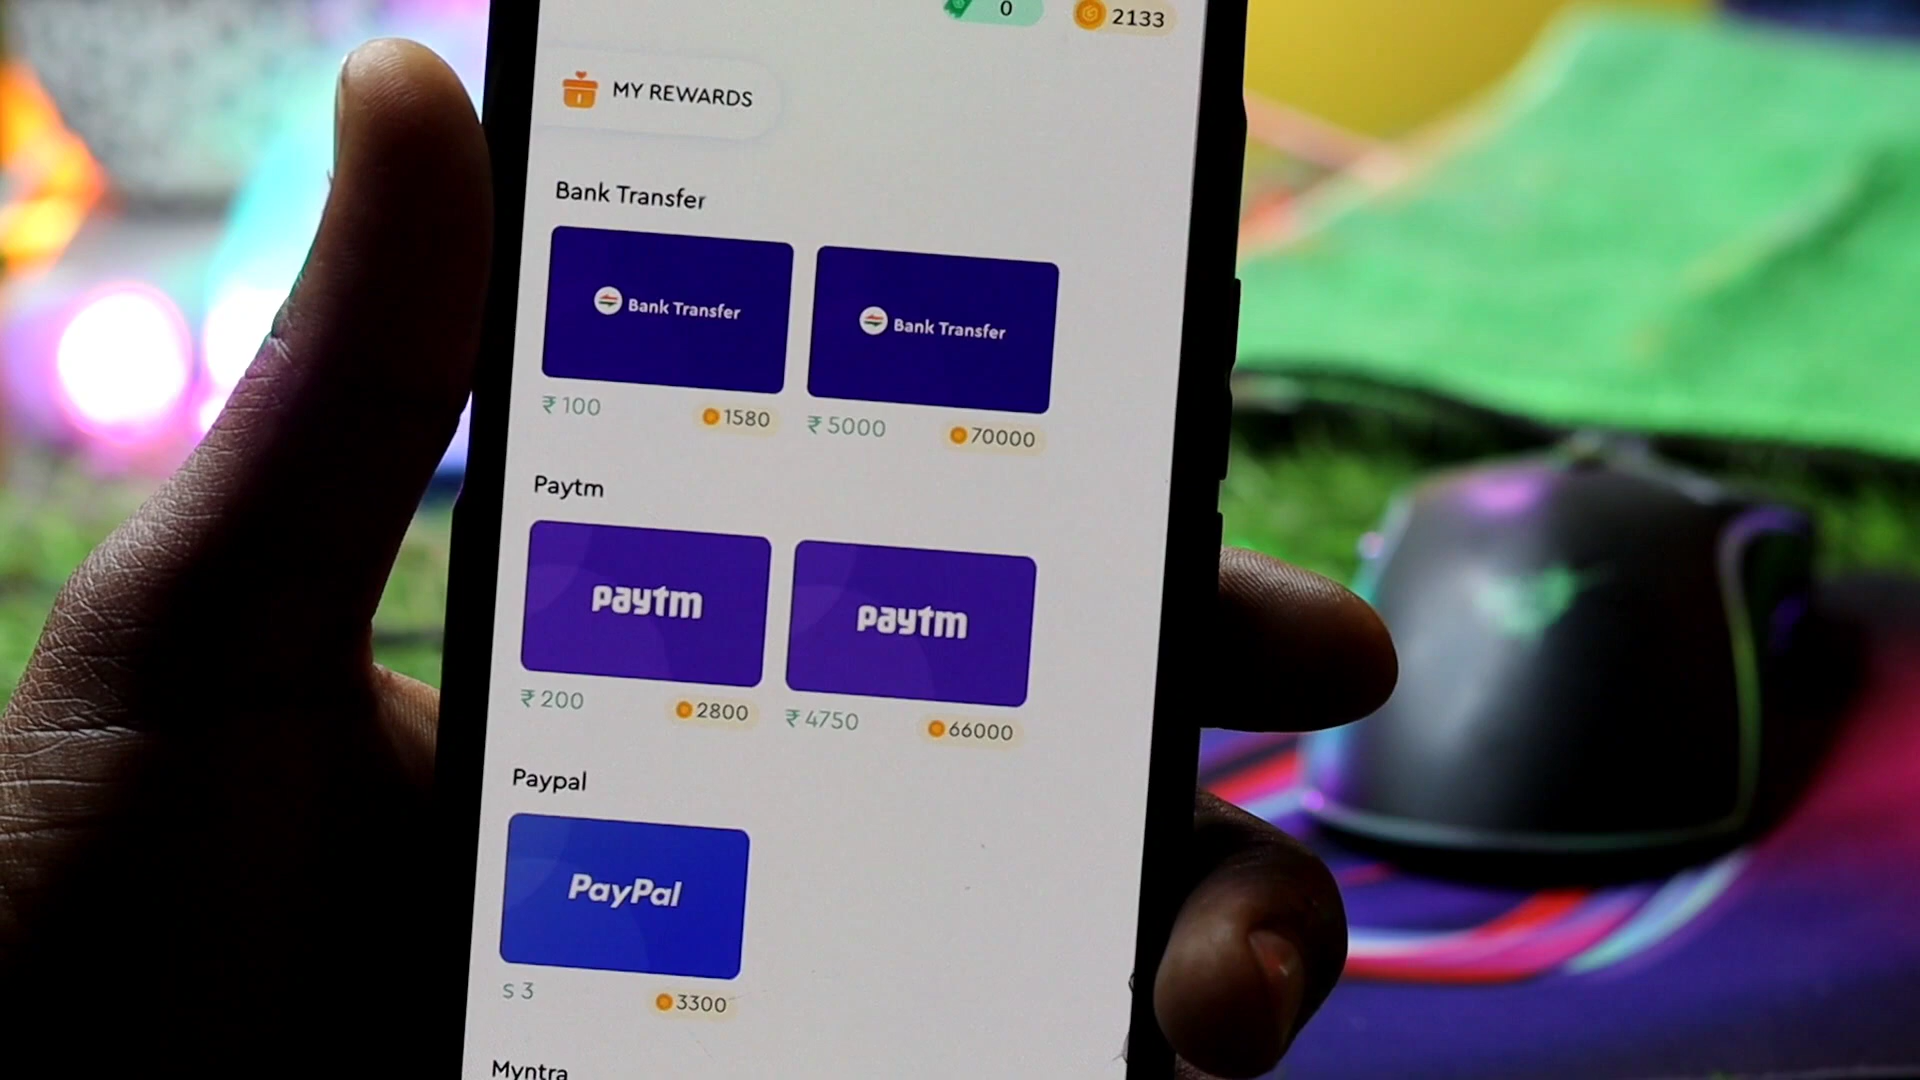 0
2133
MY REWARDS
Bank Transfer
Bank Transfer
Bank Transfer
₹ 100
1580
₹ 5000
70000
Paytm
paytm
paytm
₹ 200
2800
₹ 4750
66000
Paypal
PayPal
$ 3
3300
Myntra